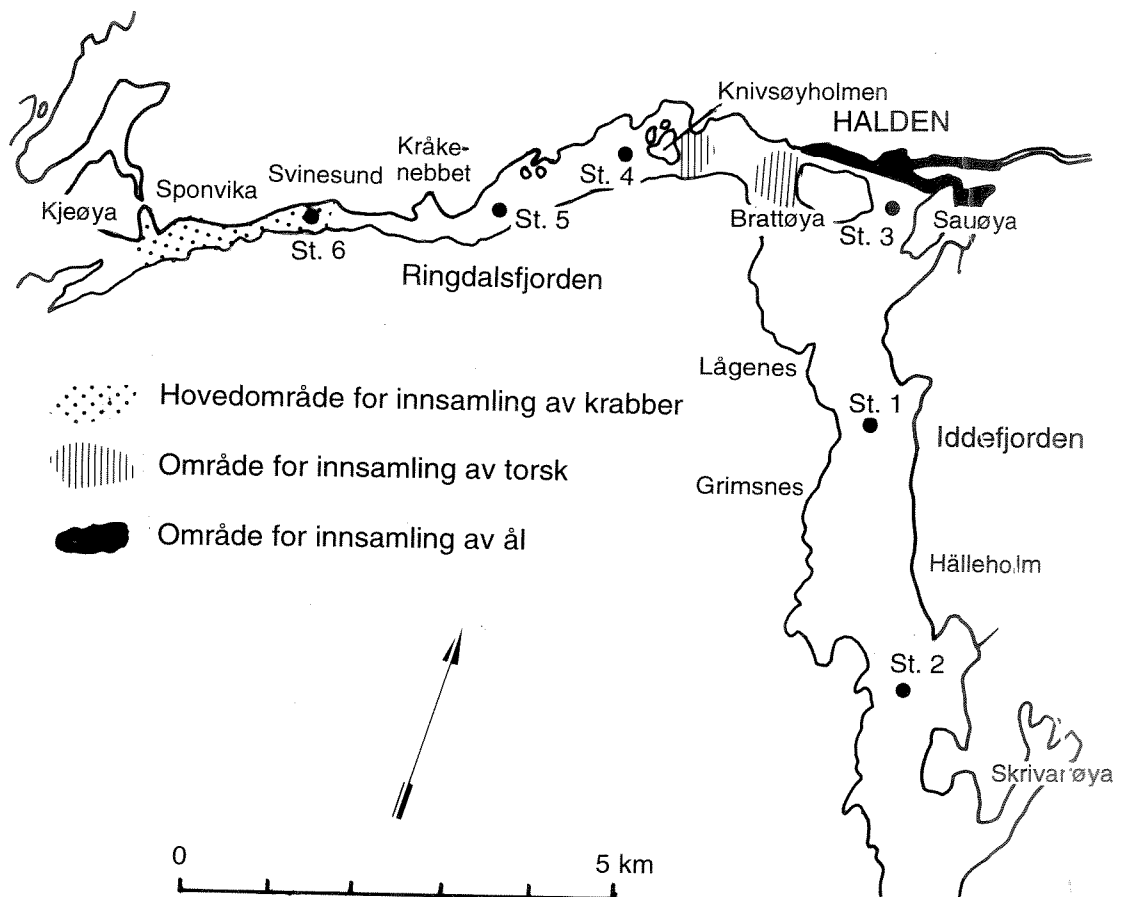 Knivsøyholmen
HALDEN
Kråke-
nebbet
Svinesund
Sponvika
Kjeøya
St. 4
St. 5
St. 6
Brattøya
St. 3
Sauøya
Ringdalsfjorden
Lågenes
St. 1
Iddefjorden
Grimsnes
Hälleholm
St. 2
Skrivarøya
Hovedområde for innsamling av krabber
Område for innsamling av torsk
Område for innsamling av ål
0
5 km